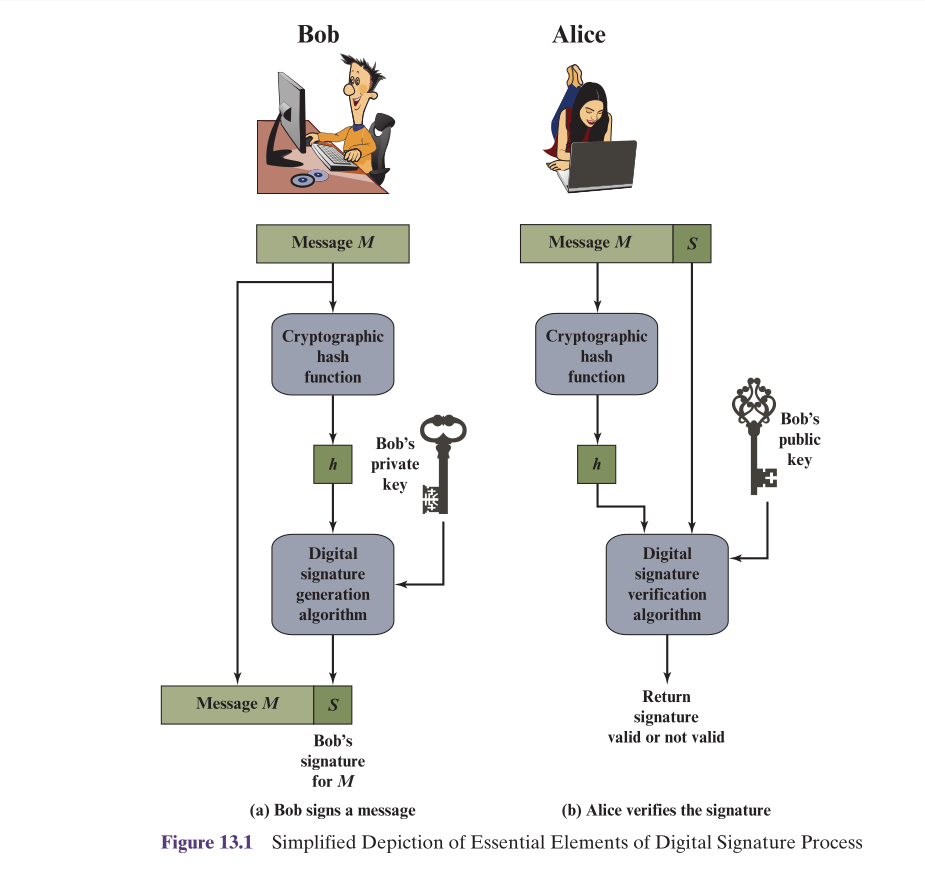 Bob
Alice
Message M
Cryptographic
hash
function
h
Bob's
private
key
Digital
signature
generation
algorithm
Message M
S
Bob's
signature
for M
(a) Bob signs a message
Message M
S
Cryptographic
hash
function
h
Bob's
public
key
Digital
signature
verification
algorithm
Return
signature
valid or not valid
(b) Alice verifies the signature
Figure 13.1 Simplified Depiction of Essential Elements of Digital Signature Process